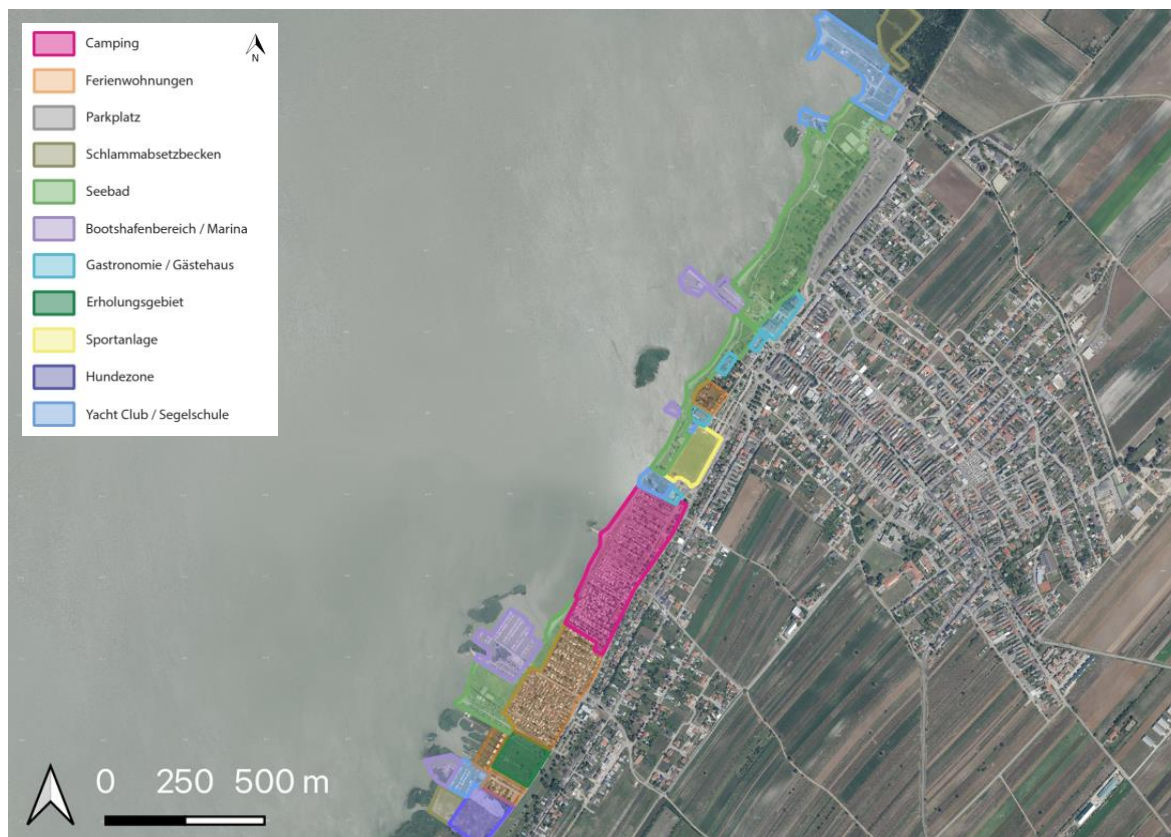 Camping
N
Ferienwohnungen
Parkplatz
Schlammabsetzbecken
Seebad
Bootshafenbereich / Marina
Gastronomie / Gästehaus
Erholungsgebiet
Sportanlage
Hundezone
Yacht Club / Segelschule
0 250 500 m